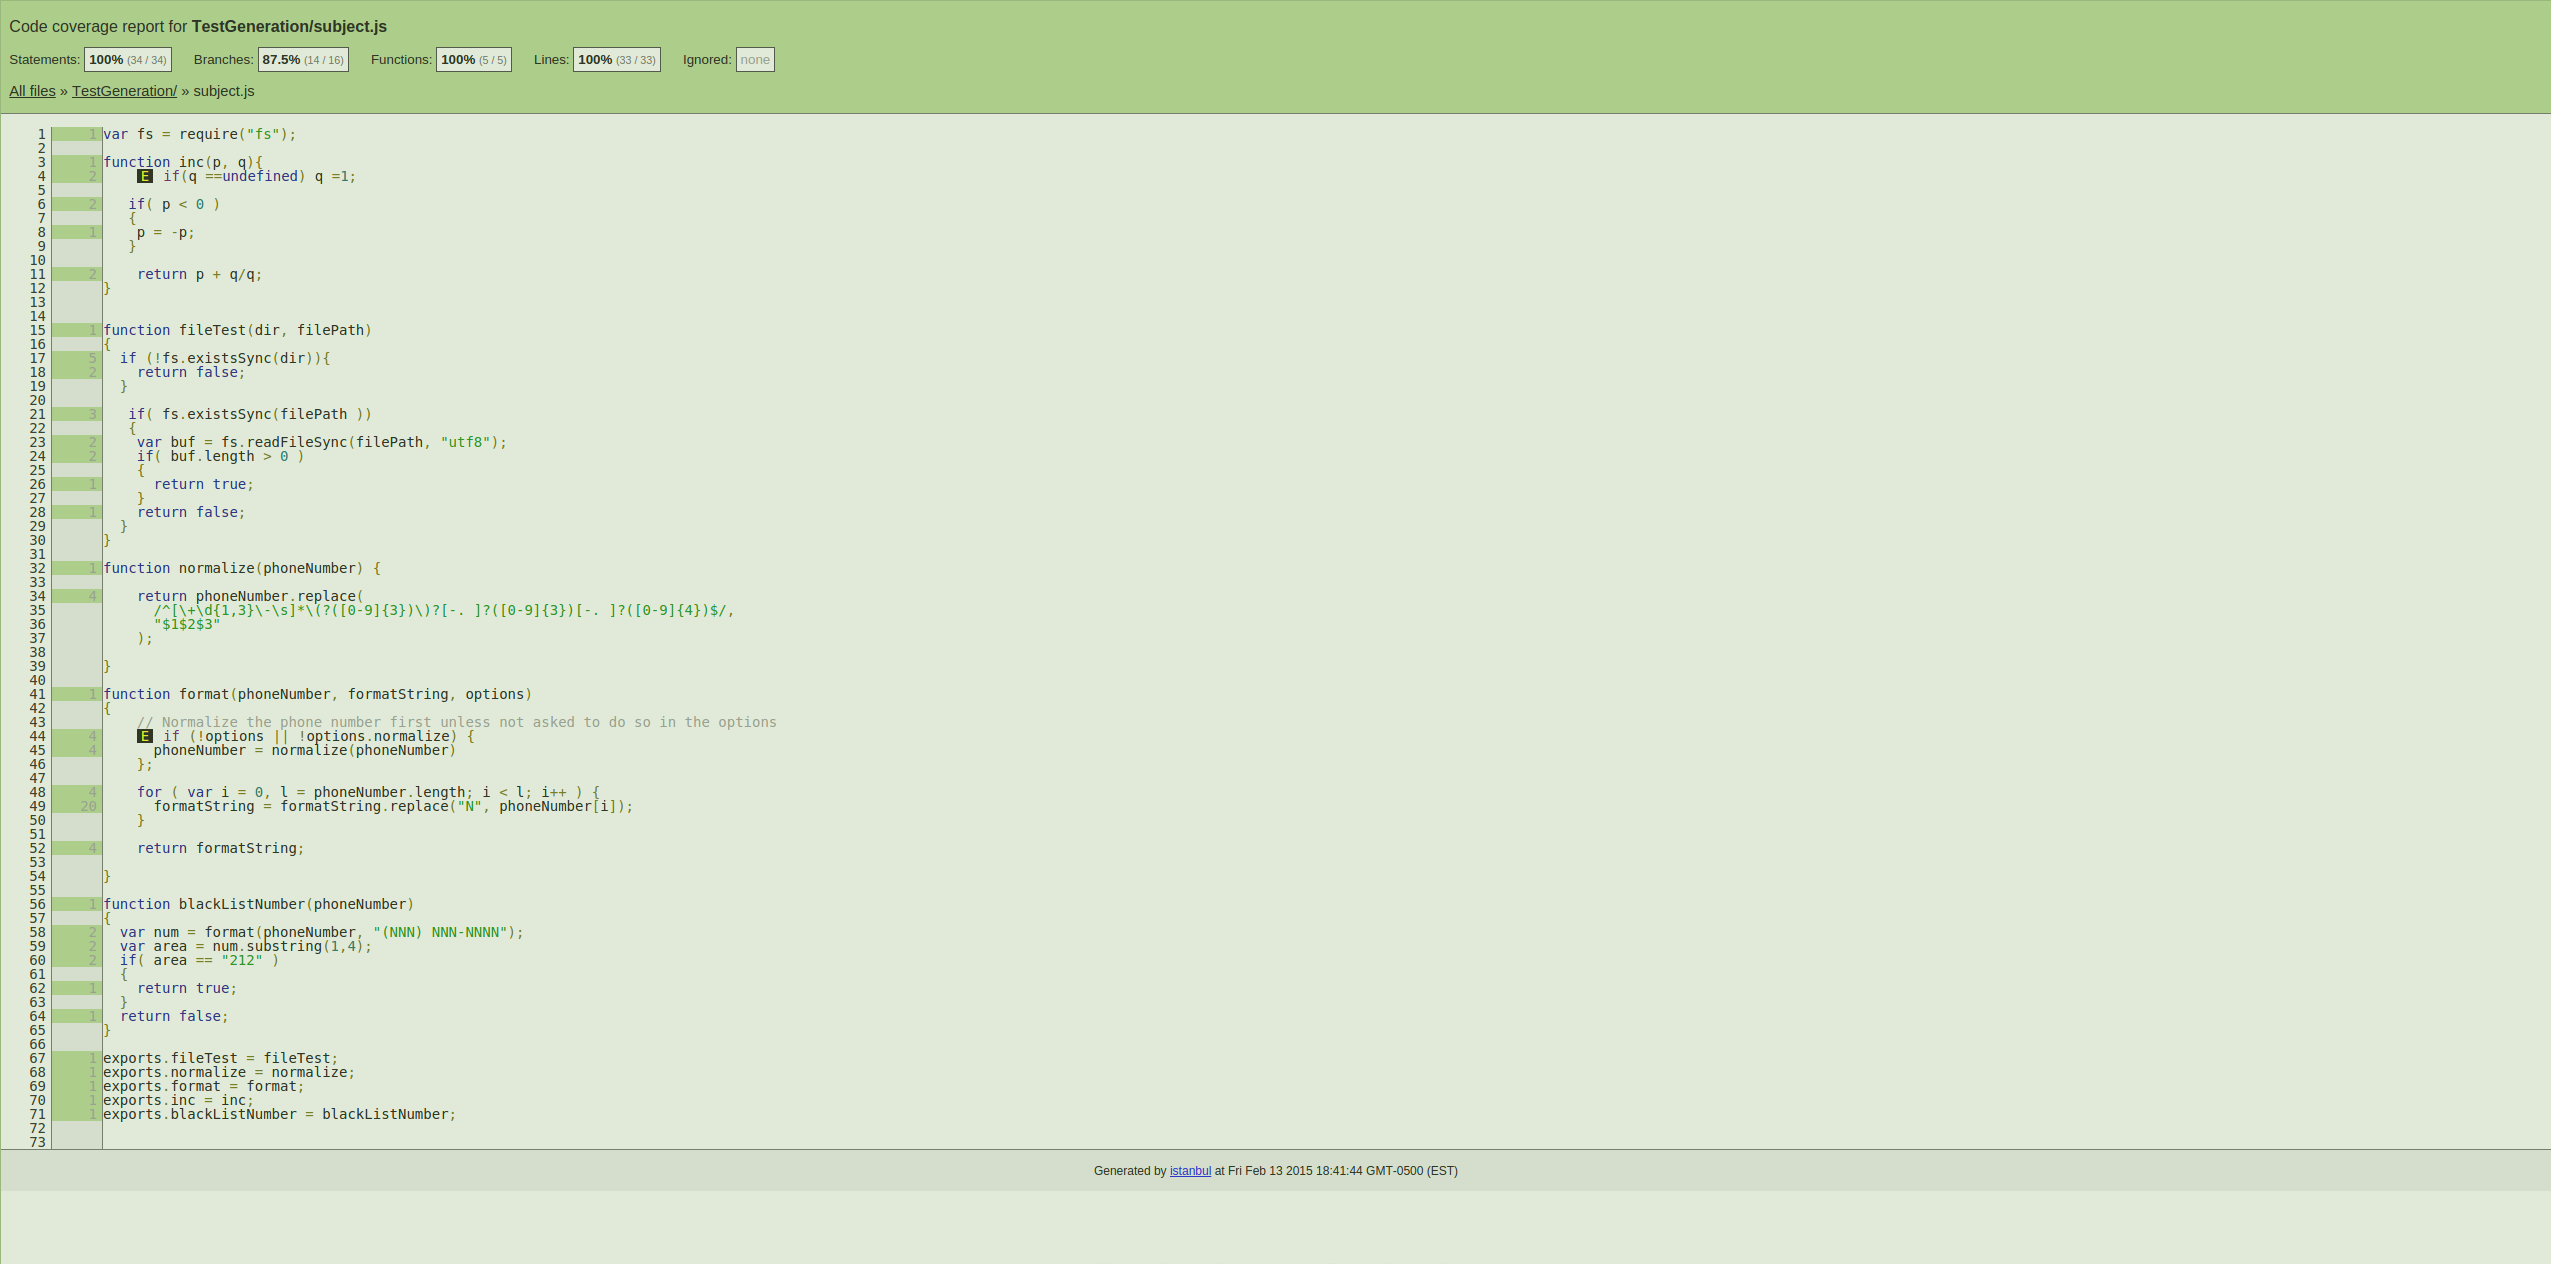 Code coverage report for TestGeneration/subject.js
Statements: 100% (34 / 34) Branches: 87.5% (14 / 16) Functions: 100% (5 / 5) Lines: 100% (33 / 33) Ignored: none
All files » TestGeneration/ » subject.js
1 1 var fs = require("fs");
2
3 1 function inc(p, q){
4 2 E if(q ==undefined) q =1;
5
6 2 if( p < 0 )
7 {
8 1 p = -p;
9 }
10
11 2 return p + q/q;
12 }
13
14
15 1 function fileTest(dir, filePath)
16 {
17 5 if (!fs.existsSync(dir)){
18 2 return false;
19 }
20
21 3 if( fs.existsSync(filePath ))
22 {
23 2 var buf = fs.readFileSync(filePath, "utf8");
24 2 if( buf.length > 0 )
25 {
26 1 return true;
27 }
28 1 return false;
29 }
30 }
31
32 1 function normalize(phoneNumber) {
33
34 4 return phoneNumber.replace(
35 /^[\+\d{1,3}\-\s]*\(?([0-9]{3})\)?[-. ]?([0-9]{3})[-. ]?([0-9]{4})$/,
36 "$1$2$3"
37 );
38
39 }
40
41 1 function format(phoneNumber, formatString, options)
42 {
43 // Normalize the phone number first unless not asked to do so in the options
44 4 E if (!options || !options.normalize) {
45 4 phoneNumber = normalize(phoneNumber)
46 };
47
48 4 for ( var i = 0, l = phoneNumber.length; i < l; i++ ) {
49 20 formatString = formatString.replace("N", phoneNumber[i]);
50 }
51
52 4 return formatString;
53
54 }
55
56 1 function blackListNumber(phoneNumber)
57 {
58 2 var num = format(phoneNumber, "(NNN) NNN-NNNN");
59 2 var area = num.substring(1,4);
60 2 if( area == "212" )
61 {
62 1 return true;
63 }
64 1 return false;
65 }
66
67 1 exports.fileTest = fileTest;
68 1 exports.normalize = normalize;
69 1 exports.format = format;
70 1 exports.inc = inc;
71 1 exports.blackListNumber = blackListNumber;
72
73
Generated by istanbul at Fri Feb 13 2015 18:41:44 GMT-0500 (EST)